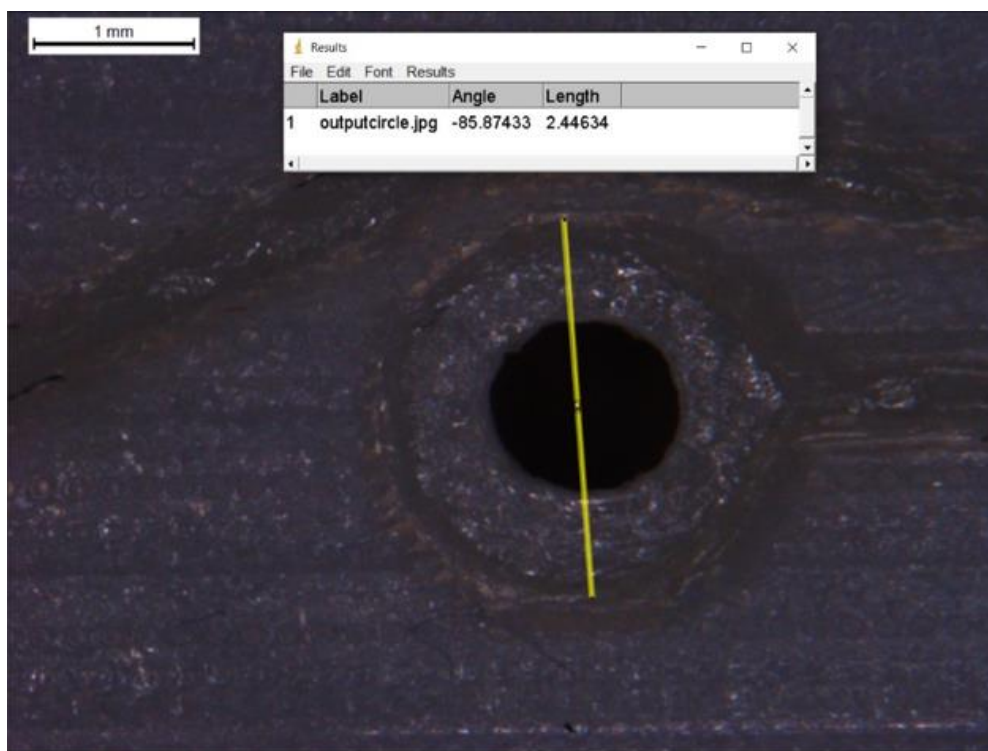 1 mm
Results
File Edit Font Results
Label Angle Length
1 outputcircle.jpg -85.87433 2.44634